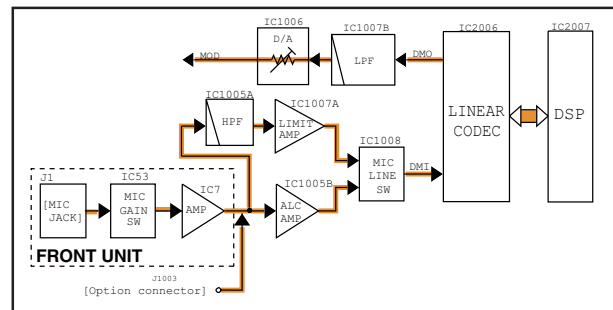 IC1006
D/A
IC1007B
LPF
MOD
DMO
IC2006
LINEAR
CODEC
IC2007
DSP
IC1005A
HPF
IC1007A
LIMIT
AMP
IC1008
MIC
LINE
SW
DMI
J1
[MIC
JACK]
IC53
MIC
GAIN
SW
IC7
AMP
IC1005B
ALC
AMP
FRONT UNIT
J1003
[Option connector]